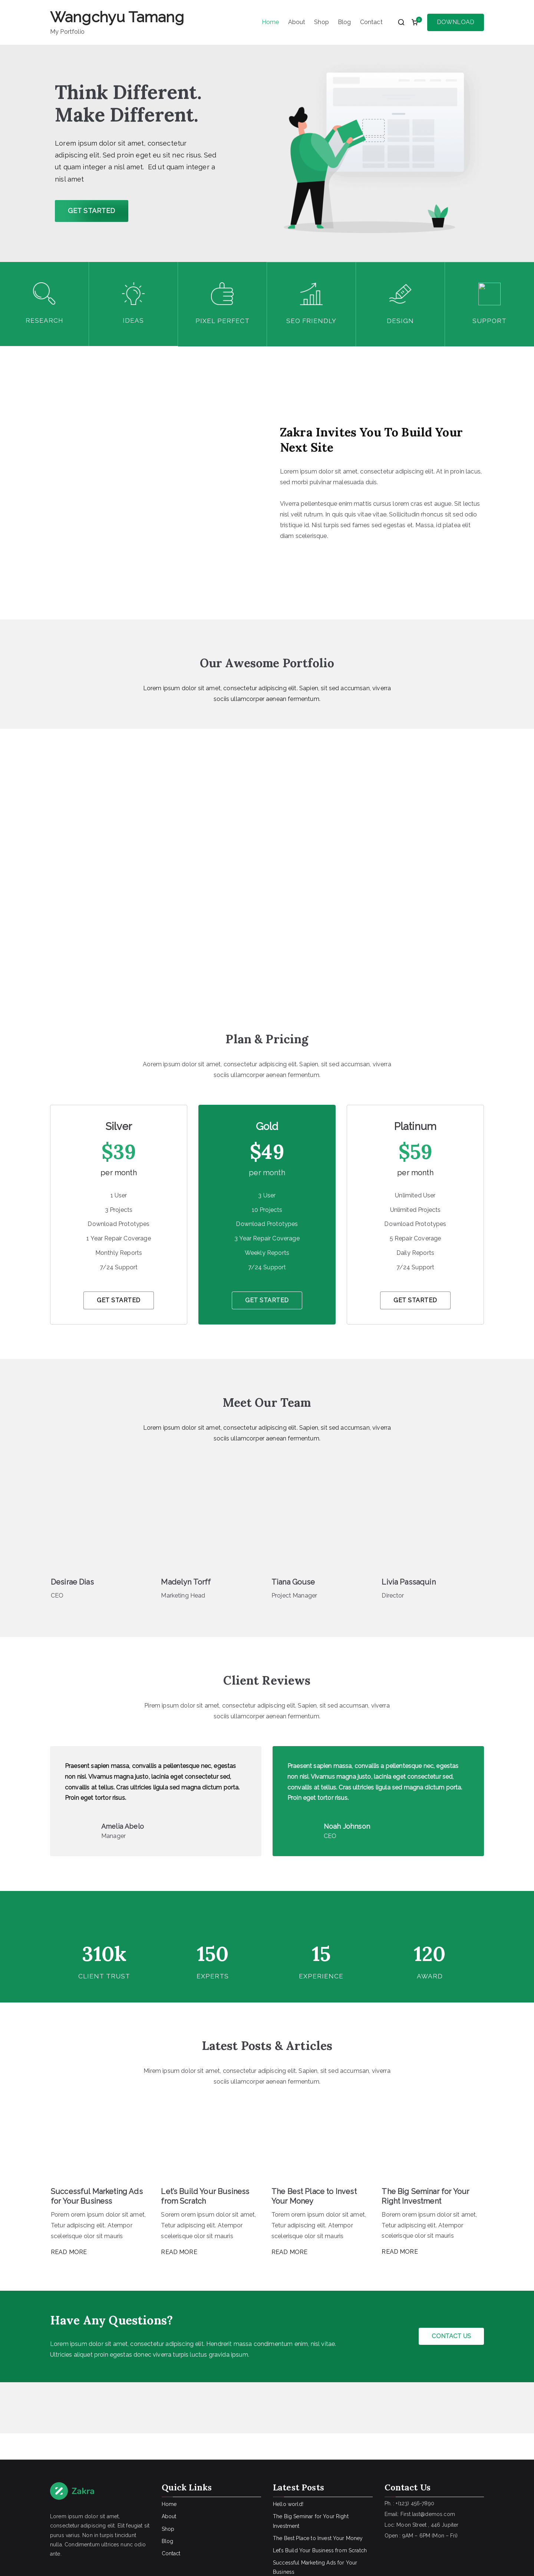 Wangchyu Tamang
My Portfolio
Home About Shop Blog Contact
DOWNLOAD
Think Different.
Make Different.
Lorem ipsum dolor sit amet, consectetur
adipiscing elit. Sed proin eget eu sit nec risus. Sed
ut quam integer a nisl amet.  Ed ut quam integer a
nisl amet
GET STARTED
RESEARCH
IDEAS
PIXEL PERFECT
SEO FRIENDLY
DESIGN
SUPPORT
Zakra Invites You To Build Your
Next Site
Lorem ipsum dolor sit amet, consectetur adipiscing elit. At in proin lacus,
sed morbi pulvinar malesuada duis.
Viverra pellentesque enim mattis cursus lorem cras est augue. Sit lectus
nisl velit rutrum. In quis quis vitae vitae. Sollicitudin rhoncus sit sed odio
tristique id. Nisl turpis sed fames sed egestas et. Massa, id platea elit
diam scelerisque.
Our Awesome Portfolio
Lorem ipsum dolor sit amet, consectetur adipiscing elit. Sapien, sit sed accumsan, viverra
sociis ullamcorper aenean fermentum.
Plan & Pricing
Aorem ipsum dolor sit amet, consectetur adipiscing elit. Sapien, sit sed accumsan, viverra
sociis ullamcorper aenean fermentum.
Silver
$39
per month
1 User
3 Projects
Download Prototypes
1 Year Repair Coverage
Monthly Reports
7/24 Support
GET STARTED
Gold
$49
per month
3 User
10 Projects
Download Prototypes
3 Year Repair Coverage
Weekly Reports
7/24 Support
GET STARTED
Platinum
$59
per month
Unlimited User
Unlimited Projects
Download Prototypes
5 Repair Coverage
Daily Reports
7/24 Support
GET STARTED
Meet Our Team
Lorem ipsum dolor sit amet, consectetur adipiscing elit. Sapien, sit sed accumsan, viverra
sociis ullamcorper aenean fermentum.
Desirae Dias
CEO
Madelyn Torff
Marketing Head
Tiana Gouse
Project Manager
Livia Passaquin
Director
Client Reviews
Pirem ipsum dolor sit amet, consectetur adipiscing elit. Sapien, sit sed accumsan, viverra
sociis ullamcorper aenean fermentum.
Praesent sapien massa, convallis a pellentesque nec, egestas
non nisi. Vivamus magna justo, lacinia eget consectetur sed,
convallis at tellus. Cras ultricies ligula sed magna dictum porta.
Proin eget tortor risus.
Amelia Abelo
Manager
Praesent sapien massa, convallis a pellentesque nec, egestas
non nisi. Vivamus magna justo, lacinia eget consectetur sed,
convallis at tellus. Cras ultricies ligula sed magna dictum porta.
Proin eget tortor risus.
Noah Johnson
CEO
310k
CLIENT TRUST
150
EXPERTS
15
EXPERIENCE
120
AWARD
Latest Posts & Articles
Mirem ipsum dolor sit amet, consectetur adipiscing elit. Sapien, sit sed accumsan, viverra
sociis ullamcorper aenean fermentum.
Successful Marketing Ads
for Your Business
Porem orem ipsum dolor sit amet,
Tetur adipiscing elit. Atempor
scelerisque olor sit mauris
READ MORE
Let's Build Your Business
from Scratch
Sorem orem ipsum dolor sit amet,
Tetur adipiscing elit. Atempor
scelerisque olor sit mauris
READ MORE
The Best Place to Invest
Your Money
Torem orem ipsum dolor sit amet,
Tetur adipiscing elit. Atempor
scelerisque olor sit mauris
READ MORE
The Big Seminar for Your
Right Investment
Borem orem ipsum dolor sit amet,
Tetur adipiscing elit. Atempor
scelerisque olor sit mauris
READ MORE
Have Any Questions?
Lorem ipsum dolor sit amet, consectetur adipiscing elit. Hendrerit massa condimentum enim, nisl vitae.
Ultricies aliquet proin egestas donec viverra turpis luctus gravida ipsum.
CONTACT US
Zakra
Lorem ipsum dolor sit amet,
consectetur adipiscing elit. Est feugiat sit
purus varius. Non in turpis tincidunt
nulla. Condimentum ultrices nunc odio
ante.
Quick Links
Home
About
Shop
Blog
Contact
Latest Posts
Hello world!
The Big Seminar for Your Right
Investment
The Best Place to Invest Your Money
Let's Build Your Business from Scratch
Successful Marketing Ads for Your
Business
Contact Us
Ph : +(123) 456-7890
Email: First.last@demos.com
Loc: Moon Street , 446 Jupiter
Open : 9AM – 6PM (Mon – Fri)